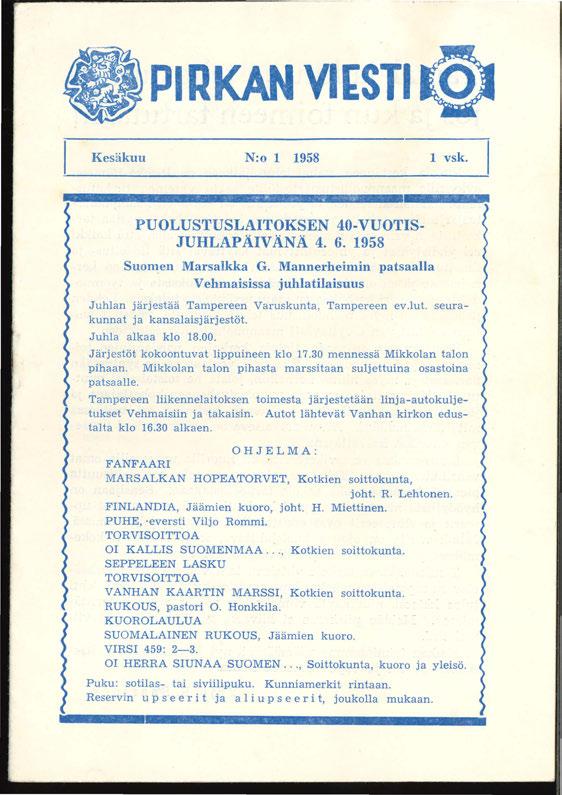 PIRKAN VIESTI
Kesäkuu N:o 1 1958 1 vsk.
PUOLUSTUSLAITOKSEN 40-VUOTIS-
JUHLAPÄIVÄNÄ 4. 6. 1958
Suomen Marsalkka G. Mannerheimin patsaalla
Vehmaisissa juhlatilaisuus
Juhlan järjestää Tampereen Varuskunta, Tampereen ev.lut. seura-
kunnat ja kansalaisjärjestöt.
Juhla alkaa klo 18.00.
Järjestöt kokoontuvat lippuineen klo 17.30 mennessä Mikkolan talon
pihaan. Mikkolan talon pihasta marssitaan suljettuina osastoina
patsaalle.
Tampereen liikennelaitoksen toimesta järjestetään linja-autokulje-
tukset Vehmaisiin ja takaisin. Autot lähtevät Vanhan kirkon edus-
talta klo 16.30 alkaen.
OHJELMA:
FANFAARI
MARSALKAN HOPEATORVET, Kotkien soittokunta,
joht. R. Lehtonen.
FINLANDIA, Jäämien kuoro, joht. H. Miettinen.
PUHE, eversti Viljo Rommi.
TORVISOITTOA
OI KALLIS SUOMENMAA ..., Kotkien soittokunta.
SEPPELEEN LASKU
TORVISOITTOA
VANHAN KAARTIN MARSSI, Kotkien soittokunta.
RUKOUS, pastori O. Honkkila.
KUOROLAULUA
SUOMALAINEN RUKOUS, Jäämien kuoro.
VIRSI 459: 2—3.
OI HERRA SIUNAA SUOMEN ..., Soittokunta, kuoro ja yleisö.
Puku: sotilas- tai siviilipuku. Kunniamerkit rintaan.
Reservin upseerit ja aliupseerit, joukolla mukaan.